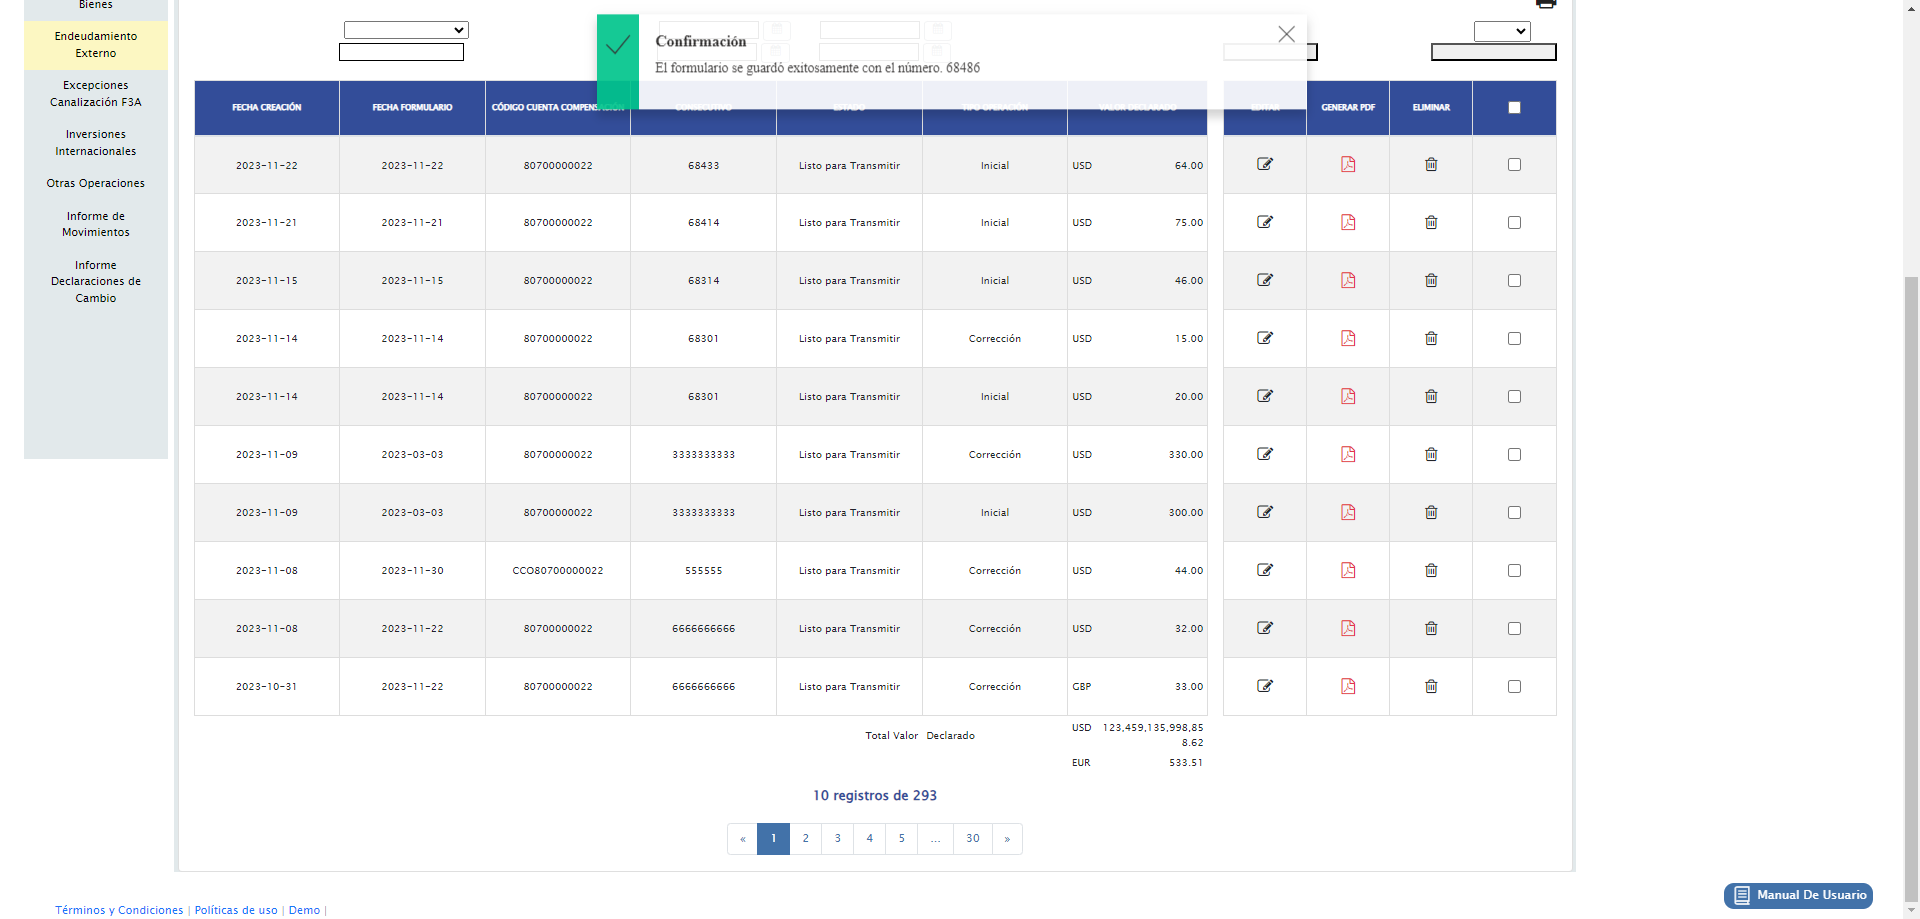 Bienes
Endeudamiento
Externo
Excepciones
Canalización F3A
Inversiones
Internacionales
Otras Operaciones
Informe de
Movimientos
Informe
Declaraciones de
Cambio
Confirmación
El formulario se guardó exitosamente con el número. 68486
FECHA CREACIÓN FECHA FORMULARIO CÓDIGO CUENTA COMPENSACIÓN CONSECUTIVO ESTADO TIPO OPERACIÓN VALOR DECLARADO EDITAR GENERAR PDF ELIMINAR
2023-11-22 2023-11-22 80700000022 68433 Listo para Transmitir Inicial USD 64.00
2023-11-21 2023-11-21 80700000022 68414 Listo para Transmitir Inicial USD 75.00
2023-11-15 2023-11-15 80700000022 68314 Listo para Transmitir Inicial USD 46.00
2023-11-14 2023-11-14 80700000022 68301 Listo para Transmitir Corrección USD 15.00
2023-11-14 2023-11-14 80700000022 68301 Listo para Transmitir Inicial USD 20.00
2023-11-09 2023-03-03 80700000022 3333333333 Listo para Transmitir Corrección USD 330.00
2023-11-09 2023-03-03 80700000022 3333333333 Listo para Transmitir Inicial USD 300.00
2023-11-08 2023-11-30 CCO80700000022 555555 Listo para Transmitir Corrección USD 44.00
2023-11-08 2023-11-22 80700000022 6666666666 Listo para Transmitir Corrección USD 32.00
2023-10-31 2023-11-22 80700000022 6666666666 Listo para Transmitir Corrección GBP 33.00
Total Valor Declarado USD 123,459,135,998,85
8.62
EUR 533.51
10 registros de 293
« 1 2 3 4 5 ... 30 »
Manual De Usuario
Términos y Condiciones | Políticas de uso | Demo |